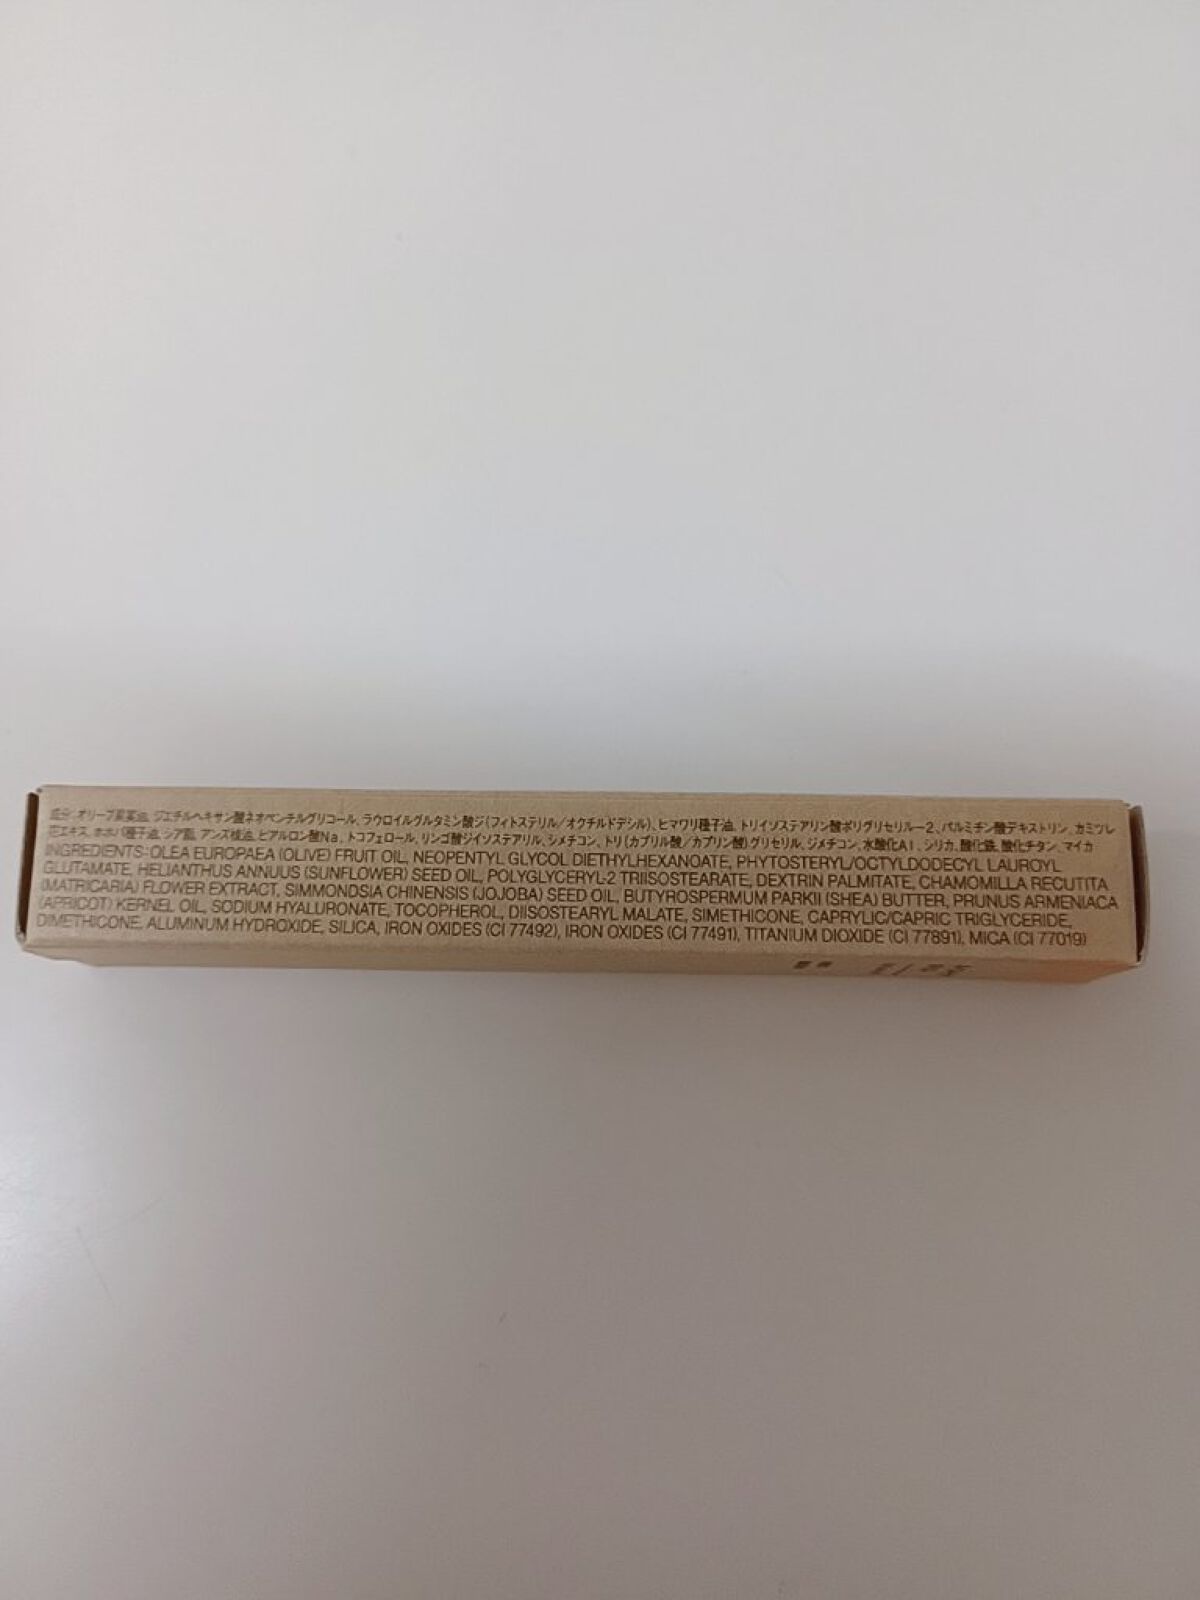 成分:オリーブ果実油、ジエチルヘキサン酸ネオペンチルグリコール、ラウロイルグルタミン酸ジ(フィトステリル/オクチルドデシル)、ヒマワリ種子油、トリイソステアリン酸ポリグリセリル-2、パルミチン酸デキストリン、カミツレ
花エキス、ホホバ種子油、シア脂、アンズ核油、ヒアルロン酸Na、トコフェロール、リンゴ酸ジイソステアリル、シメチコン、トリ(カプリル酸/カプリン酸)グリセリル、ジメチコン、水酸化Al、シリカ、酸化鉄、酸化チタン、マイカ
INGREDIENTS: OLEA EUROPAEA (OLIVE) FRUIT OIL, NEOPENTYL GLYCOL DIETHYLHEXANOATE, PHYTOSTERYL/OCTYLDODECYL LAUROYL
GLUTAMATE, HELIANTHUS ANNUUS (SUNFLOWER) SEED OIL, POLYGLYCERYL-2 TRIISOSTEARATE, DEXTRIN PALMITATE, CHAMOMILLA RECUTITA
(MATRICARIA) FLOWER EXTRACT, SIMMONDSIA CHINENSIS (JOJOBA) SEED OIL, BUTYROSPERMUM PARKII (SHEA) BUTTER, PRUNUS ARMENIACA
(APRICOT) KERNEL OIL, SODIUM HYALURONATE, TOCOPHEROL, DIISOSTEARYL MALATE, SIMETHICONE, CAPRYLIC/CAPRIC TRIGLYCERIDE,
DIMETHICONE, ALUMINUM HYDROXIDE, SILICA, IRON OXIDES (CI 77492), IRON OXIDES (CI 77491), TITANIUM DIOXIDE (CI 77891), MICA (CI 77019)